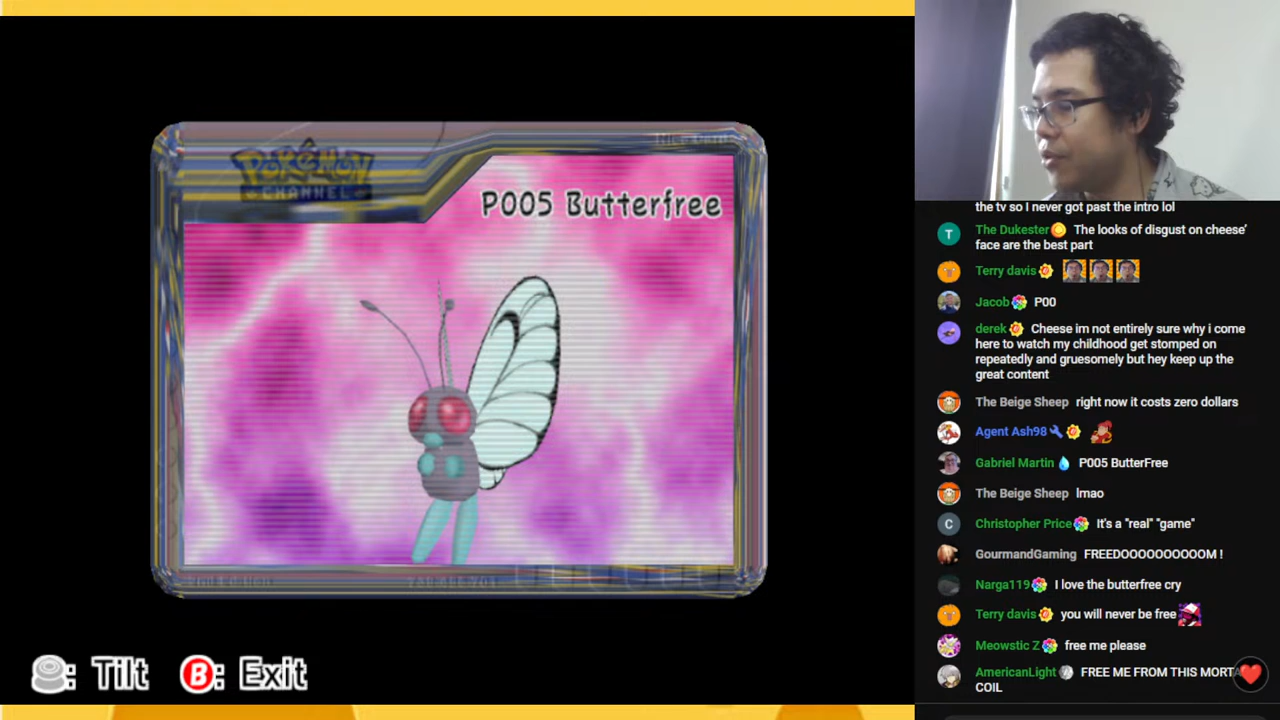 POKéMON
CHANNEL
Nice Card
P005 Butterfree
: Tilt
B : Exit
the tv so I never got past the intro lol
T The Dukester The looks of disgust on cheese'
face are the best part
Terry davis
Jacob P00
derek Cheese im not entirely sure why i come
here to watch my childhood get stomped on
repeatedly and gruesomely but hey keep up the
great content
The Beige Sheep right now it costs zero dollars
Agent Ash98
Gabriel Martin P005 ButterFree
The Beige Sheep lmao
C Christopher Price It's a "real" "game"
GourmandGaming FREEDOOOOOOOOOM !
Narga119 I love the butterfree cry
Terry davis you will never be free
Meowstic Z free me please
AmericanLight FREE ME FROM THIS MORTA
COIL